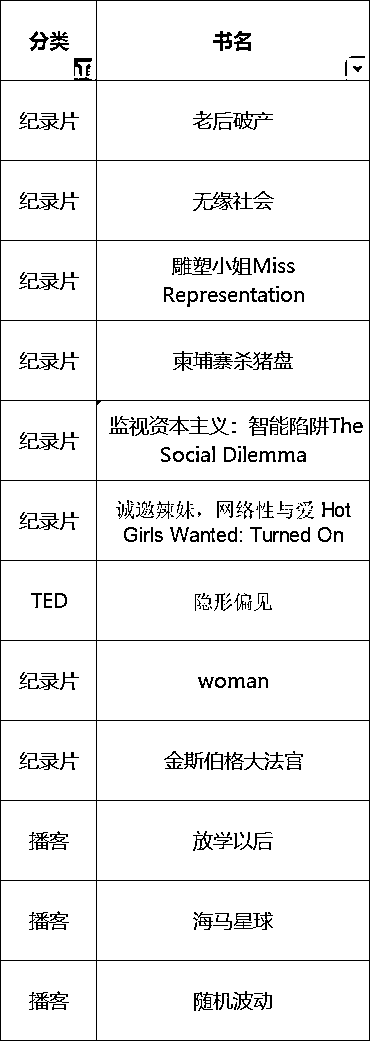 分类 书名
纪录片 老后破产
纪录片 无缘社会
纪录片 雕塑小姐Miss
Representation
纪录片 柬埔寨杀猪盘
纪录片 监视资本主义：智能陷阱The
Social Dilemma
纪录片 诚邀辣妹，网络性与爱 Hot
Girls Wanted: Turned On
TED 隐形偏见
纪录片 woman
纪录片 金斯伯格大法官
播客 放学以后
播客 海马星球
播客 随机波动